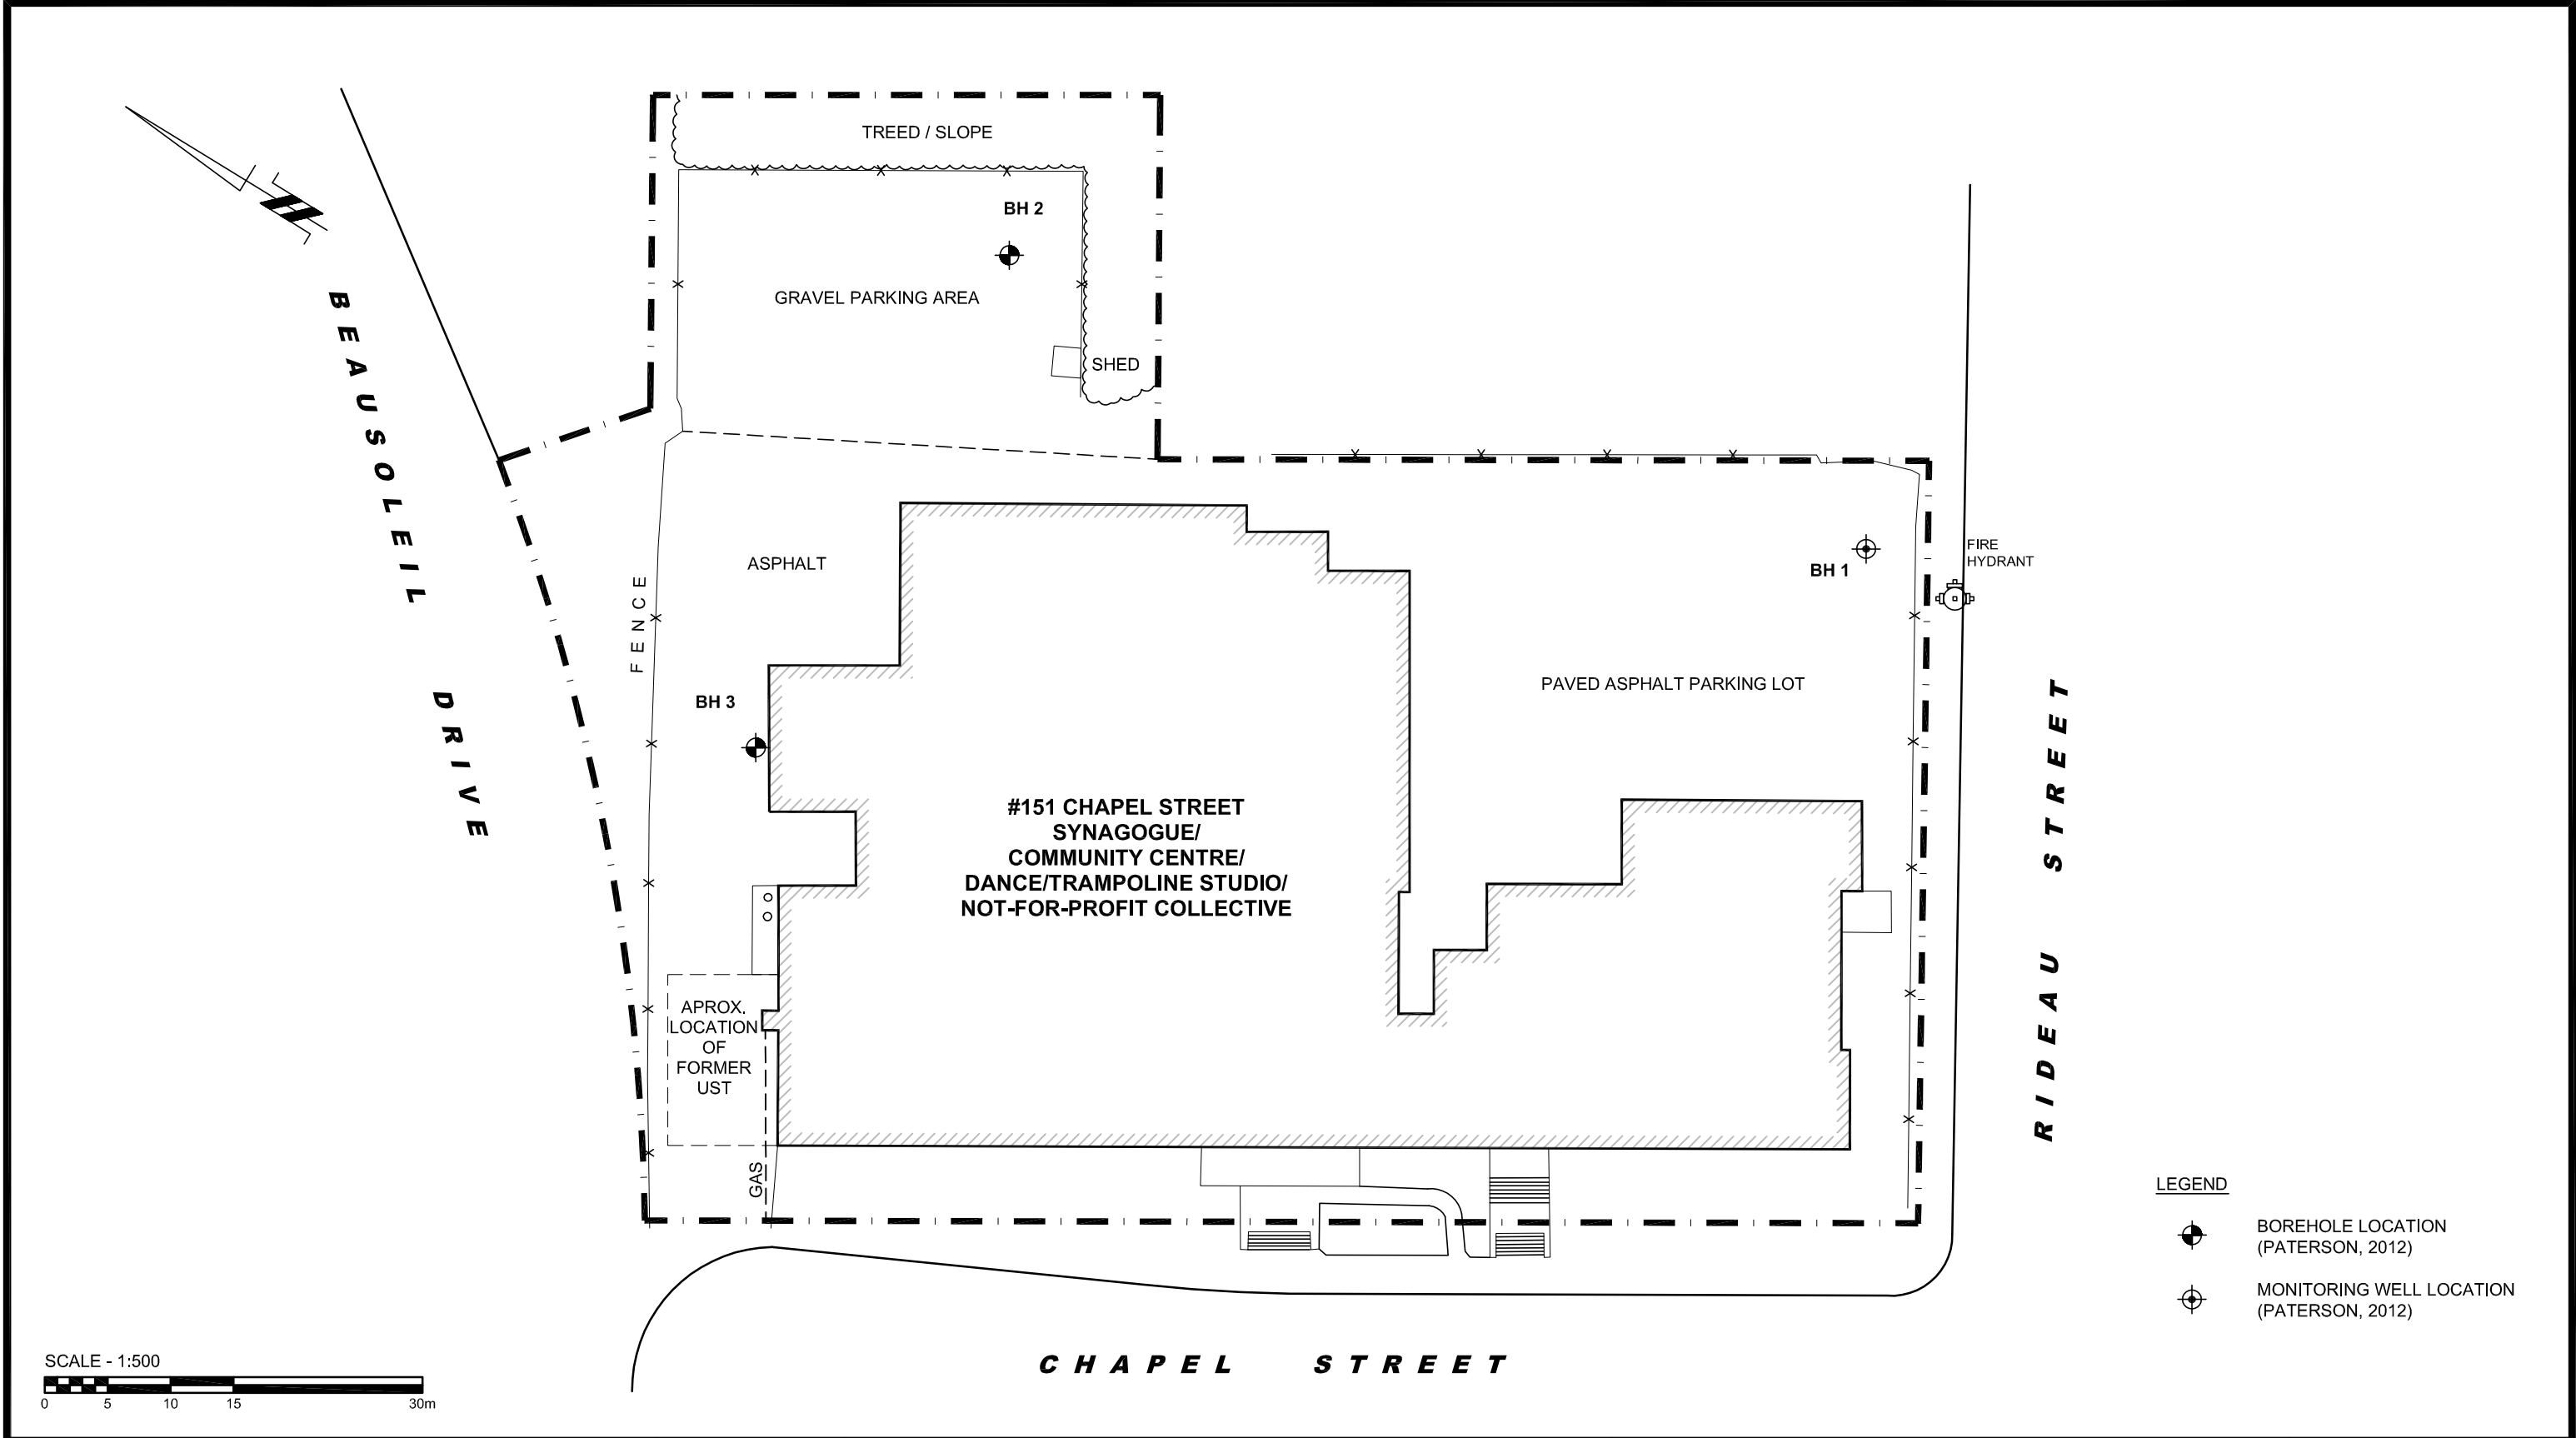 TREED / SLOPE
BH 2
GRAVEL PARKING AREA
SHED
BEAUSOLEIL DRIVE
FENCE
ASPHALT
BH 3
BH 1
FIRE
HYDRANT
PAVED ASPHALT PARKING LOT
#151 CHAPEL STREET
SYNAGOGUE/
COMMUNITY CENTRE/
DANCE/TRAMPOLINE STUDIO/
NOT-FOR-PROFIT COLLECTIVE
APROX.
LOCATION
OF
FORMER
UST
GAS
RIDEAU STREET
CHAPEL STREET
LEGEND
BOREHOLE LOCATION
(PATERSON, 2012)
MONITORING WELL LOCATION
(PATERSON, 2012)
SCALE - 1:500
0 5 10 15 30m